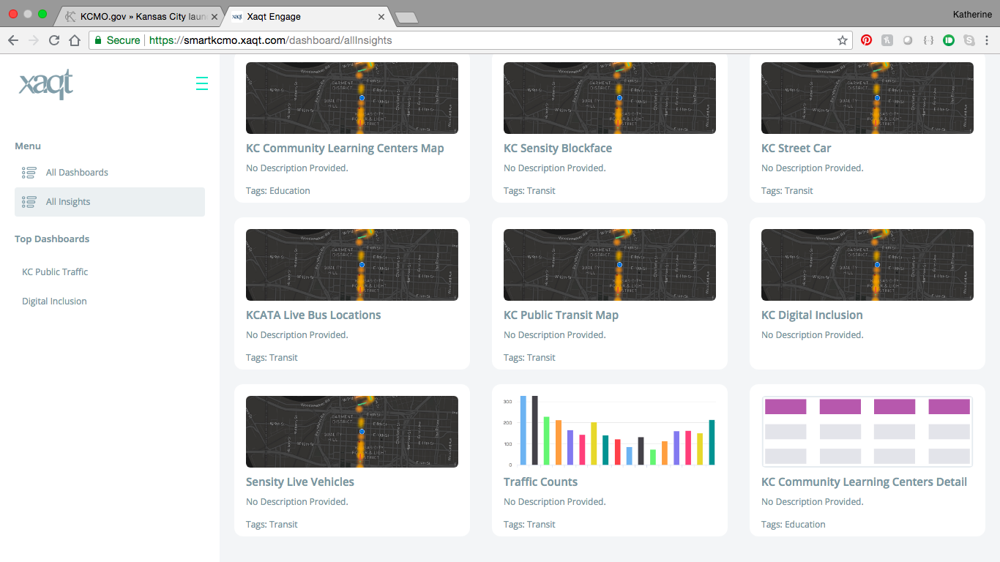 KCMO.gov » Kansas City laun
Xaqt Engage
Katherine
Secure
https://smartkcmo.xaqt.com/dashboard/allInsights
xaqt
Menu
All Dashboards
All Insights
Top Dashboards
KC Public Traffic
Digital Inclusion
KC Community Learning Centers Map
No Description Provided.
Tags: Education
KC Sensity Blockface
No Description Provided.
Tags: Transit
KC Street Car
No Description Provided.
Tags: Transit
KCATA Live Bus Locations
No Description Provided.
Tags: Transit
KC Public Transit Map
No Description Provided.
Tags: Transit
KC Digital Inclusion
No Description Provided.
Sensity Live Vehicles
No Description Provided.
Tags: Transit
300
200
100
0
Traffic Counts
No Description Provided.
Tags: Transit
KC Community Learning Centers Detail
No Description Provided.
Tags: Education